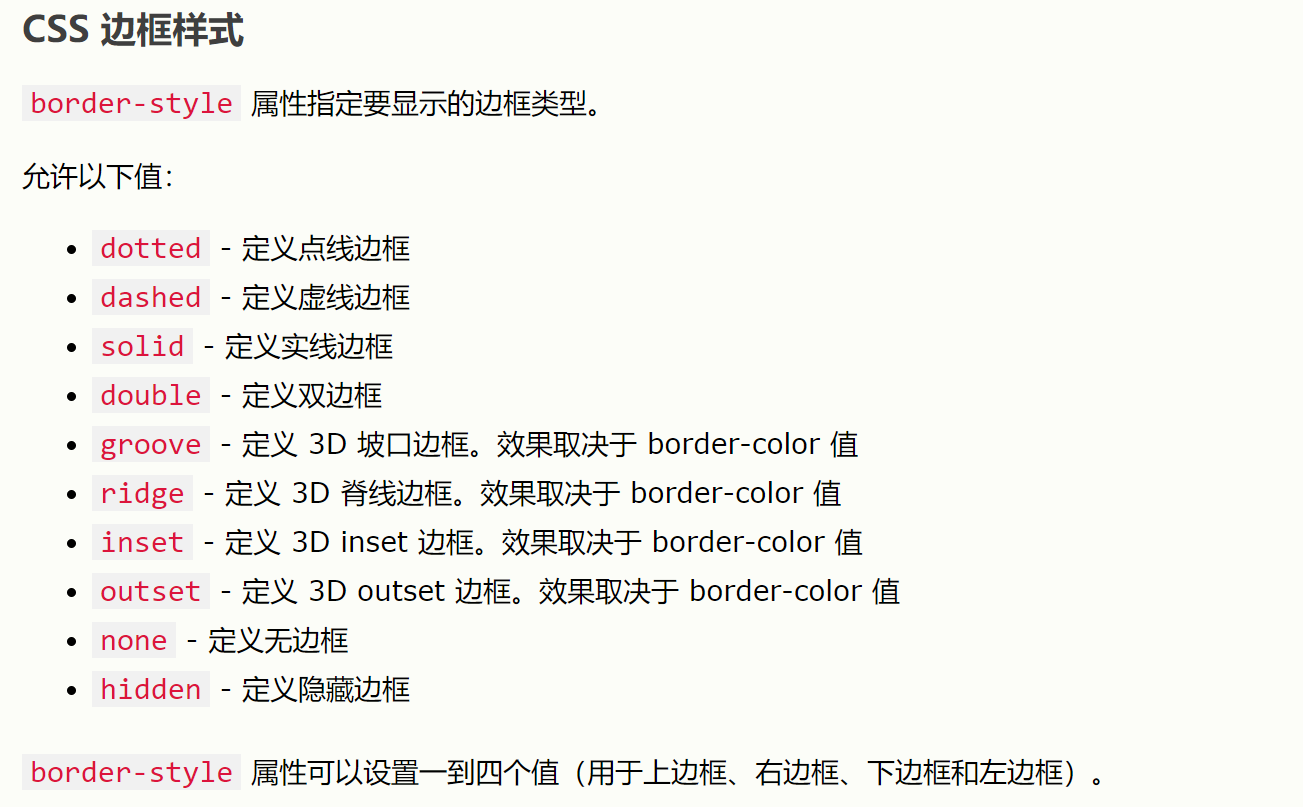 CSS 边框样式
border-style 属性指定要显示的边框类型。
允许以下值：
• dotted - 定义点线边框
• dashed - 定义虚线边框
• solid - 定义实线边框
• double - 定义双边框
• groove - 定义 3D 坡口边框。效果取决于 border-color 值
• ridge - 定义 3D 脊线边框。效果取决于 border-color 值
• inset - 定义 3D inset 边框。效果取决于 border-color 值
• outset - 定义 3D outset 边框。效果取决于 border-color 值
• none - 定义无边框
• hidden - 定义隐藏边框
border-style 属性可以设置一到四个值（用于上边框、右边框、下边框和左边框）。